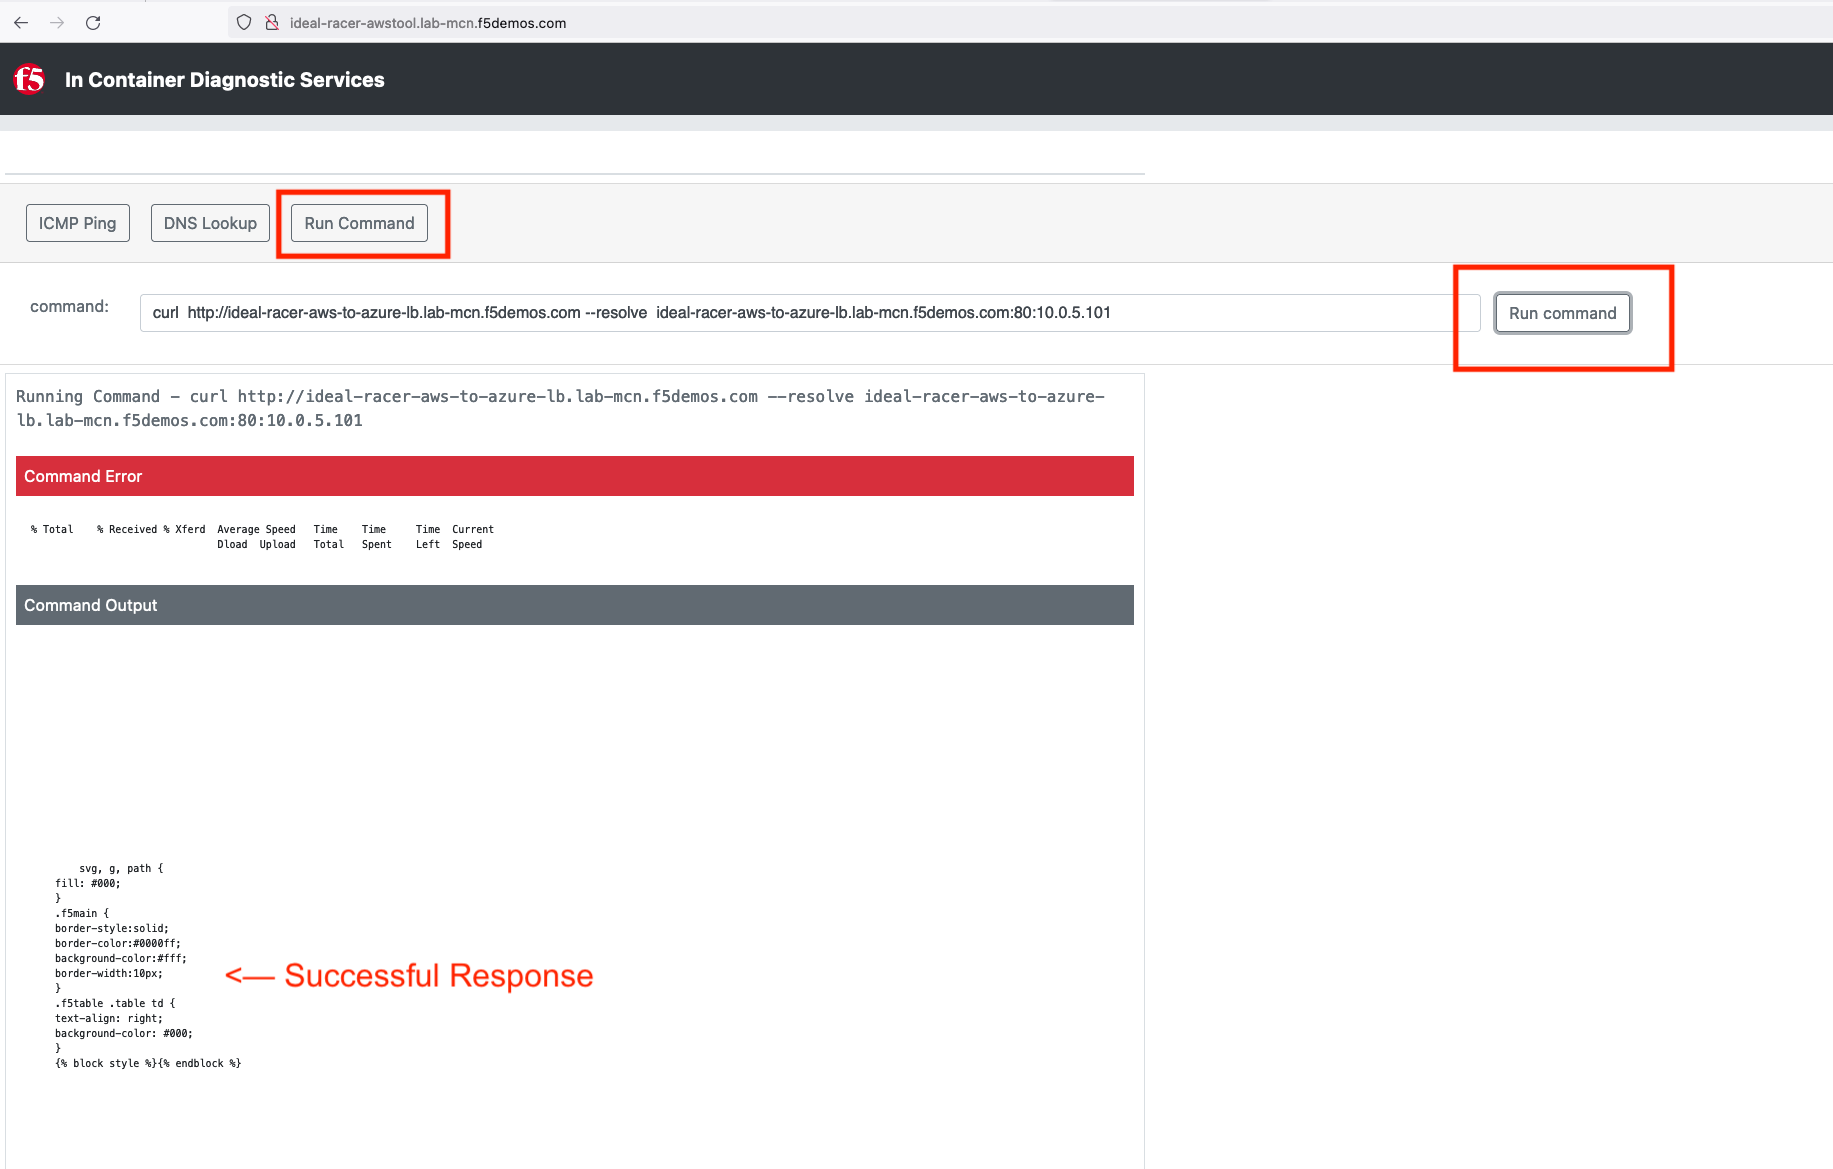 ideal-racer-awstool.lab-mcn.f5demos.com
f5 In Container Diagnostic Services
ICMP Ping DNS Lookup Run Command
command: curl  http://ideal-racer-aws-to-azure-lb.lab-mcn.f5demos.com --resolve  ideal-racer-aws-to-azure-lb.lab-mcn.f5demos.com:80:10.0.5.101 Run command
Running Command - curl http://ideal-racer-aws-to-azure-lb.lab-mcn.f5demos.com --resolve ideal-racer-aws-to-azure-
lb.lab-mcn.f5demos.com:80:10.0.5.101
Command Error
% Total    % Received % Xferd  Average Speed   Time    Time     Time  Current
Dload  Upload   Total   Spent    Left  Speed
Command Output
svg, g, path {
fill: #000;
}
.f5main {
border-style:solid;
border-color:#0000ff;
background-color:#fff;
border-width:10px;
<— Successful Response
}
.f5table .table td {
text-align: right;
background-color: #000;
}
{% block style %}{% endblock %}